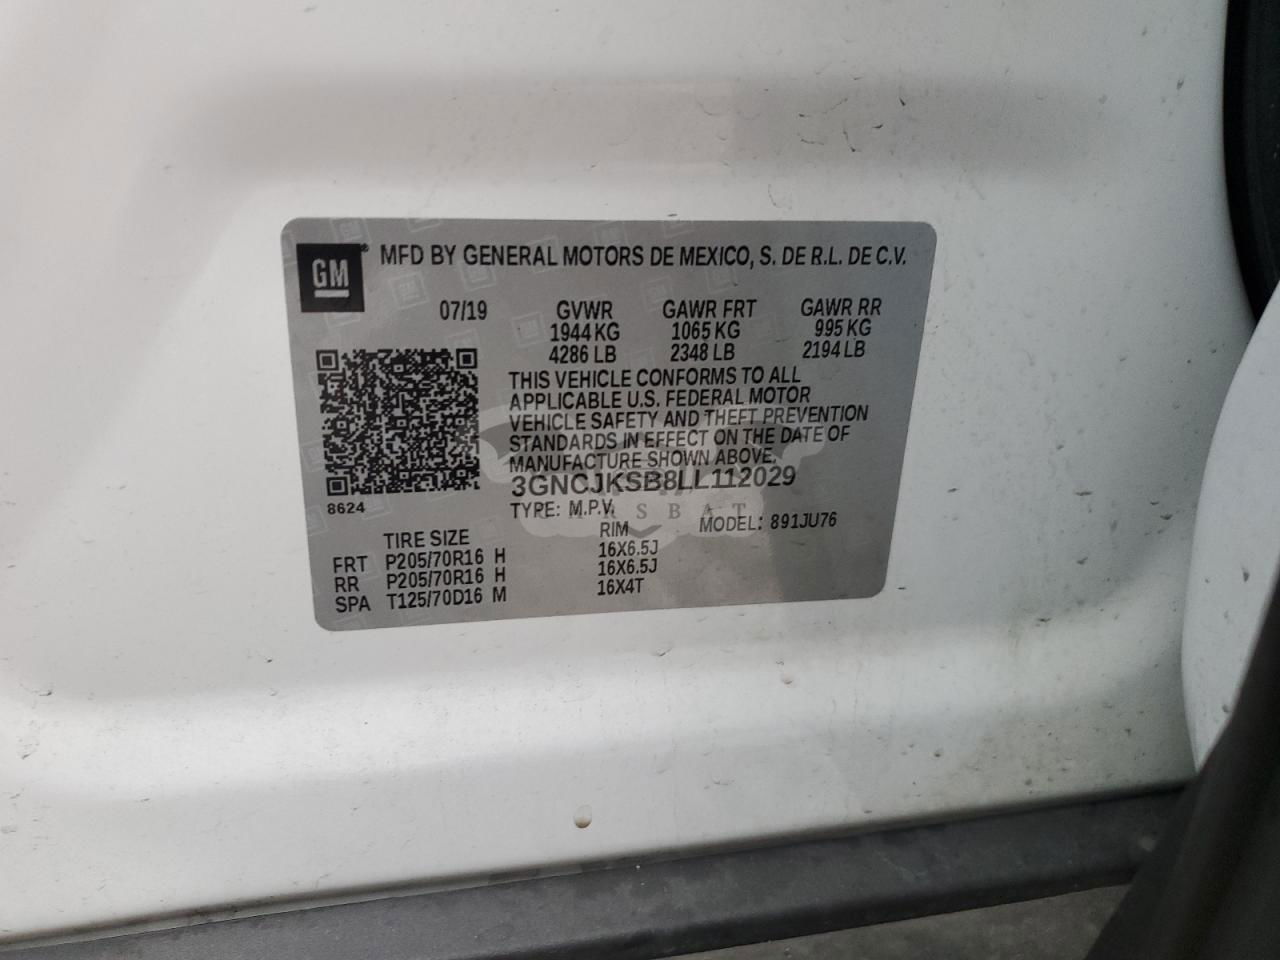 GM
MFD BY GENERAL MOTORS DE MEXICO, S. DE R.L. DE C.V.
07/19 GVWR GAWR FRT GAWR RR
1944 KG 1065 KG 995 KG
4286 LB 2348 LB 2194 LB
THIS VEHICLE CONFORMS TO ALL
APPLICABLE U.S. FEDERAL MOTOR
VEHICLE SAFETY AND THEFT PREVENTION
STANDARDS IN EFFECT ON THE DATE OF
MANUFACTURE SHOWN ABOVE.
3GNCJKSB8LL112029
8624
TYPE: M.P.V. MODEL: 891JU76
CARSBAT
TIRE SIZE RIM
FRT P205/70R16 H 16X6.5J
RR P205/70R16 H 16X6.5J
SPA T125/70D16 M 16X4T